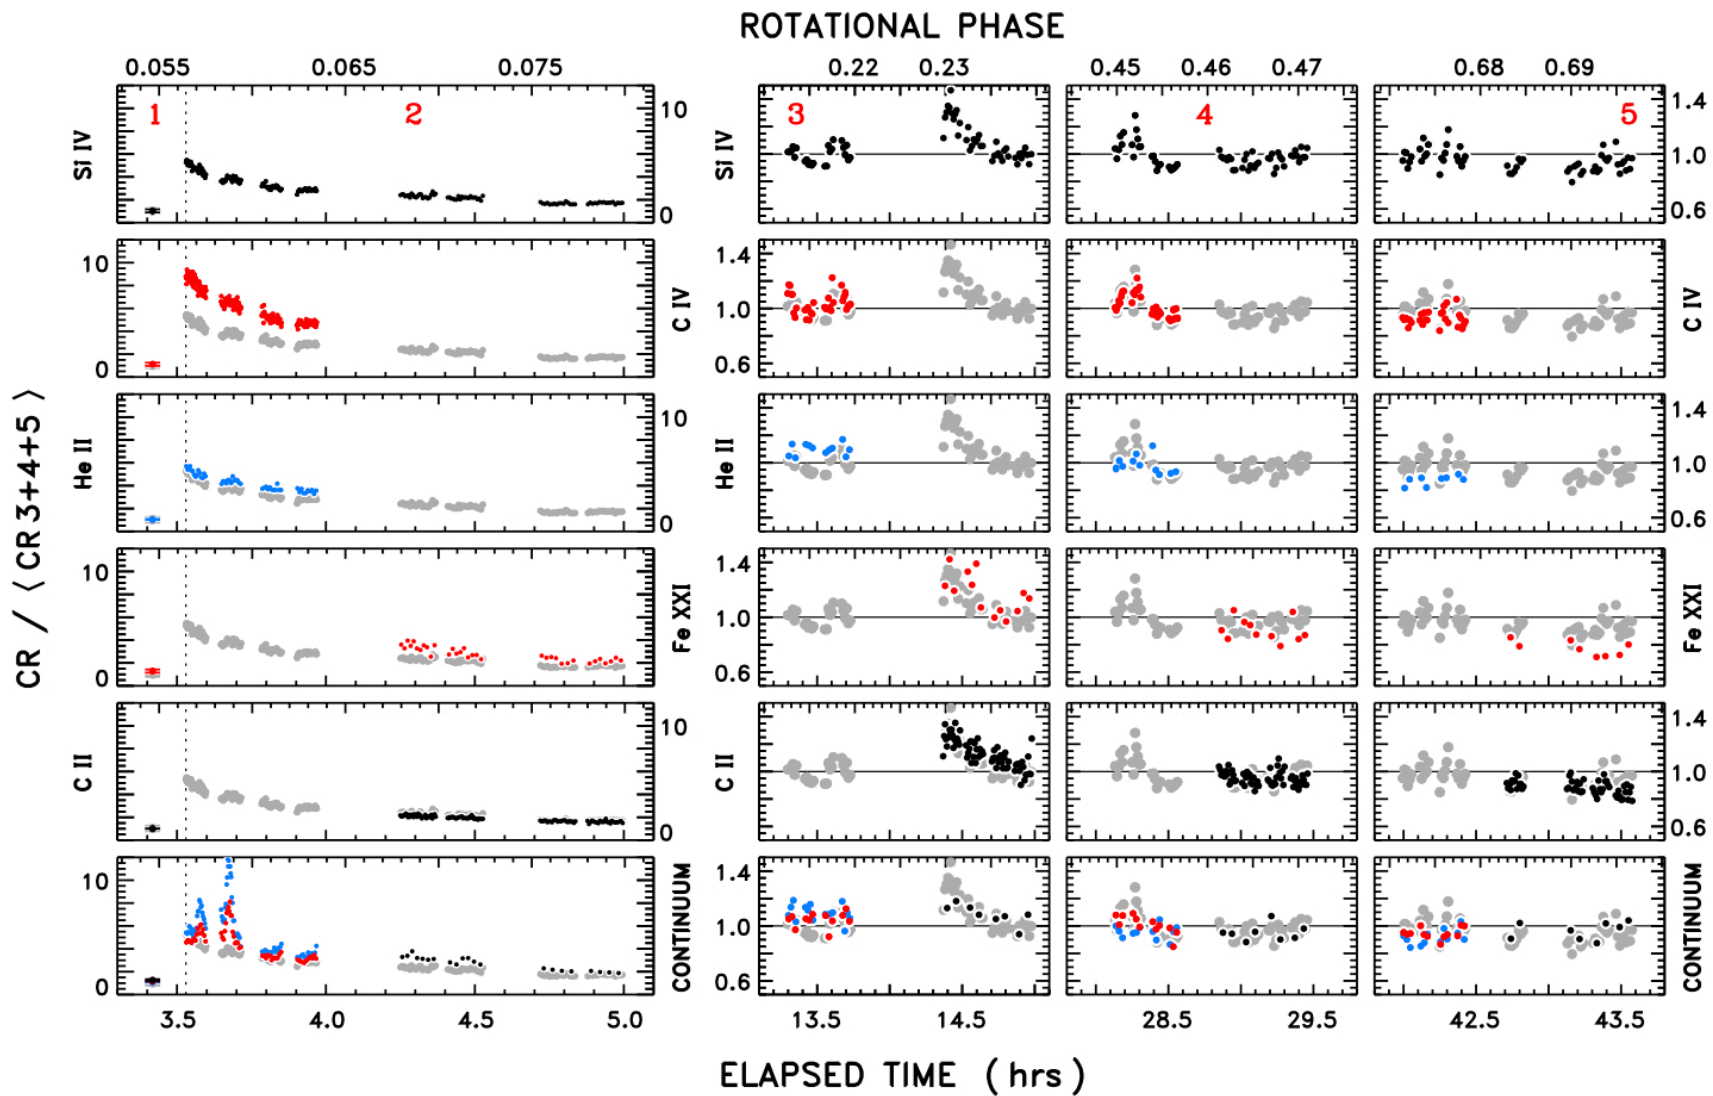 ROTATIONAL PHASE
0.055 0.065 0.075 0.22 0.23 0.45 0.46 0.47 0.68 0.69
1 2 3 4 5
Si IV 10 0 Si IV 1.4 1.0 0.6
10 0 C IV 1.4 1.0 0.6 C IV
He II 10 0 He II 1.4 1.0 0.6
10 0 Fe XXI 1.4 1.0 0.6 Fe XXI
C II 10 0 C II 1.4 1.0 0.6
10 0 CONTINUUM 1.4 1.0 0.6 CONTINUUM
CR / ⟨CR3+4+5⟩
3.5 4.0 4.5 5.0 13.5 14.5 28.5 29.5 42.5 43.5
ELAPSED TIME (hrs)